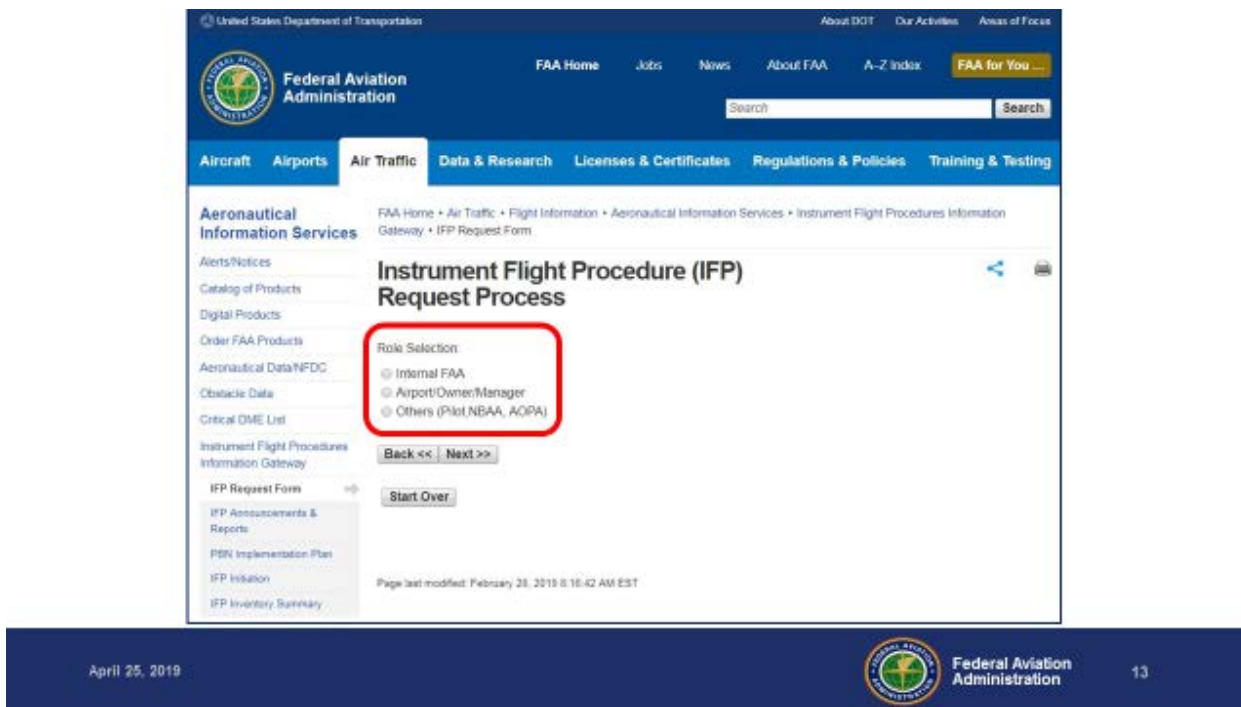 United States Department of Transportation
About DOT Our Activities Areas of Focus
Federal Aviation
Administration
FAA Home Jobs News About FAA A-Z Index FAA for You ...
Search Search
Aircraft Airports Air Traffic Data & Research Licenses & Certificates Regulations & Policies Training & Testing
Aeronautical
Information Services
Alerts/Notices
Catalog of Products
Digital Products
Order FAA Products
Aeronautical Data/NFDC
Obstacle Data
Critical DME List
Instrument Flight Procedures
Information Gateway
IFP Request Form
IFP Announcements &
Reports
PBN Implementation Plan
IFP Initiation
IFP Inventory Summary
FAA Home • Air Traffic • Flight Information • Aeronautical Information Services • Instrument Flight Procedures Information
Gateway • IFP Request Form
Instrument Flight Procedure (IFP)
Request Process
Role Selection:
Internal FAA
Airport/Owner/Manager
Others (Pilot,NBAA, AOPA)
Back << Next >>
Start Over
Page last modified: February 28, 2019 8:16:42 AM EST
April 25, 2019
Federal Aviation
Administration
13